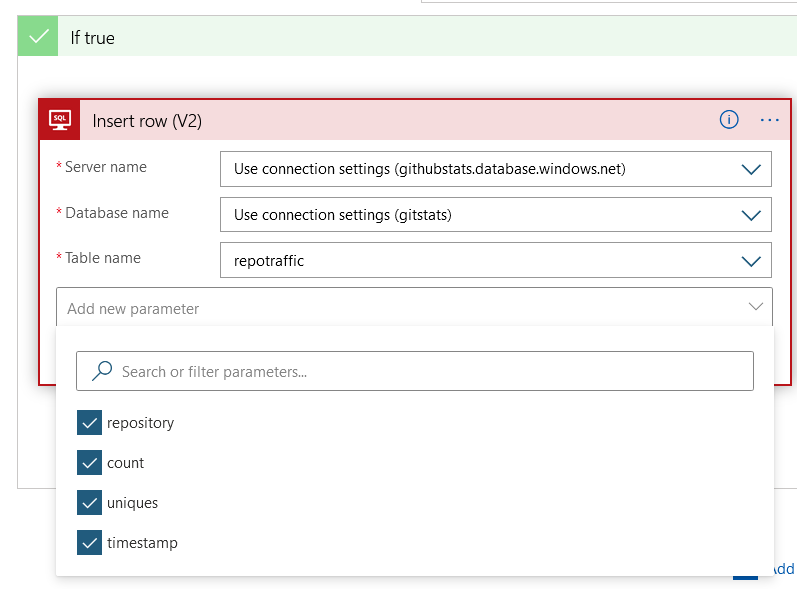 If true
SQL
Insert row (V2)
* Server name
Use connection settings (githubstats.database.windows.net)
* Database name
Use connection settings (gitstats)
* Table name
repotraffic
Add new parameter
Search or filter parameters...
repository
count
uniques
timestamp
Add